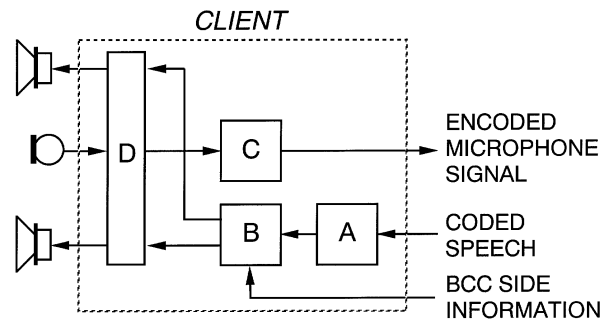 CLIENT
D
C
B
A
ENCODED
MICROPHONE
SIGNAL
CODED
SPEECH
BCC SIDE
INFORMATION